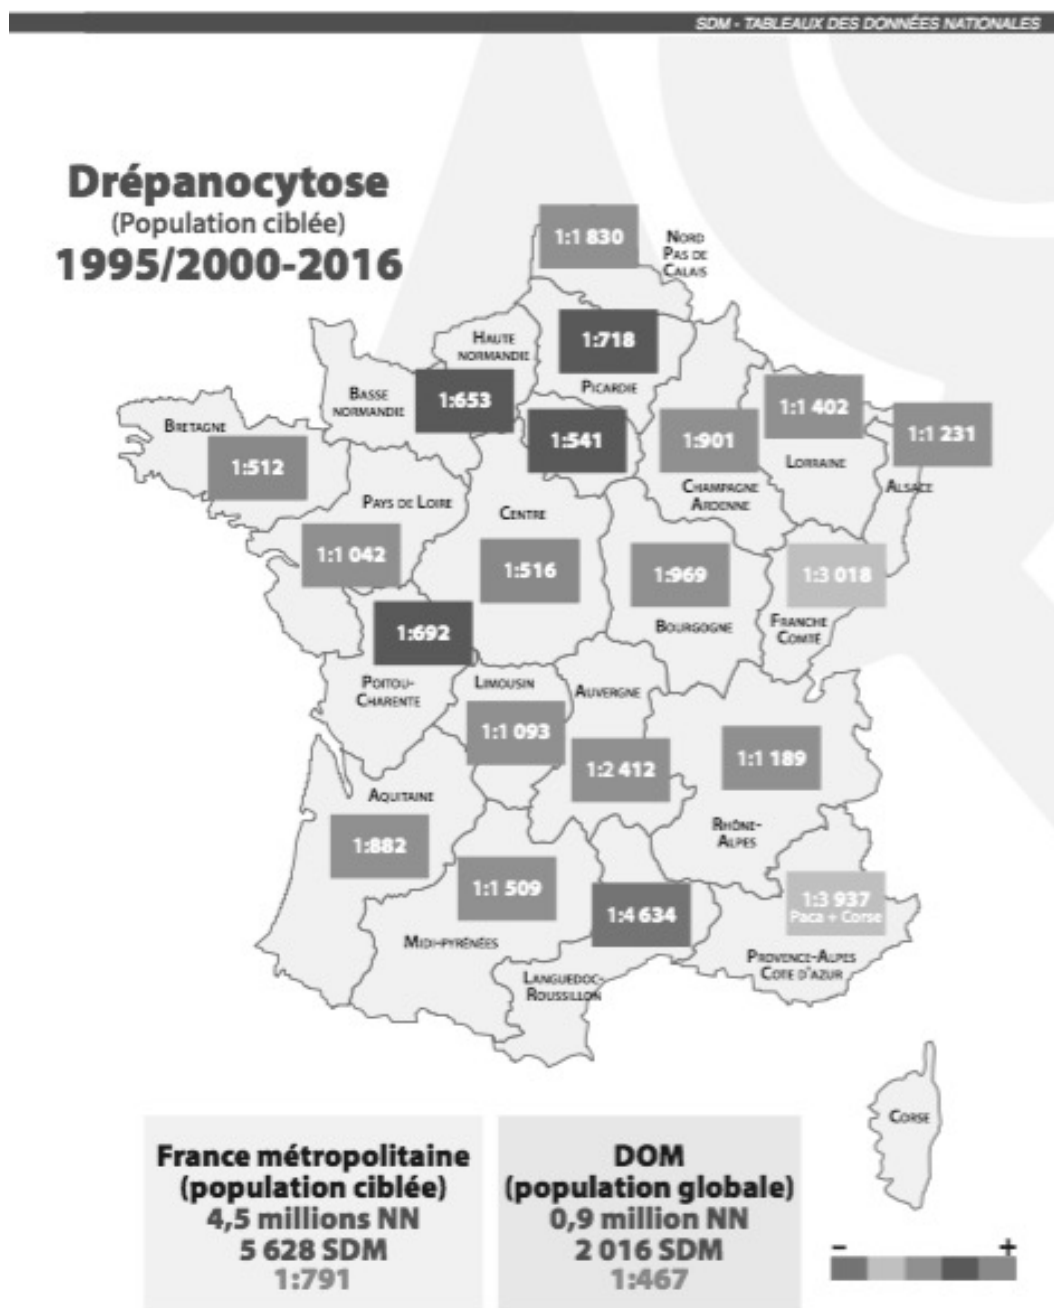 SDM - TABLEAUX DES DONNÉES NATIONALES
Drépanocytose
(Population ciblée)
1995/2000-2016
1:1 830
NORD
PAS DE
CALAIS
HAUTE
NORMANDIE
1:718
PICARDIE
BASSE
NORMANDIE
1:653
1:541
1:901
CHAMPAGNE
ARDENNE
1:1 402
LORRAINE
1:1 231
ALSACE
BRETAGNE
1:512
PAYS DE LOIRE
1:1 042
CENTRE
1:516
1:969
BOURGOGNE
1:3 018
FRANCHE
COMTÉ
1:692
POITOU-
CHARENTE
LIMOUSIN
1:1 093
AUVERGNE
1:2 412
1:1 189
RHÔNE-
ALPES
AQUITAINE
1:882
1:1 509
MIDI-PYRÉNÉES
1:4 634
LANGUEDOC-
ROUSSILLON
1:3 937
Paca + Corse
PROVENCE-ALPES
COTE D'AZUR
CORSE
France métropolitaine
(population ciblée)
4,5 millions NN
5 628 SDM
1:791
DOM
(population globale)
0,9 million NN
2 016 SDM
1:467
– +